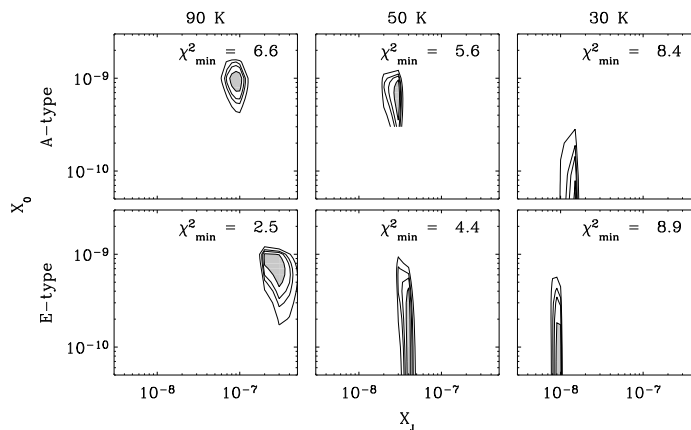 90 K 50 K 30 K
χ²min = 6.6 χ²min = 5.6 χ²min = 8.4
10⁻⁹
A-type
10⁻¹⁰
X₀
χ²min = 2.5 χ²min = 4.4 χ²min = 8.9
10⁻⁹
E-type
10⁻¹⁰
10⁻⁸ 10⁻⁷ 10⁻⁸ 10⁻⁷ 10⁻⁸ 10⁻⁷
X_J